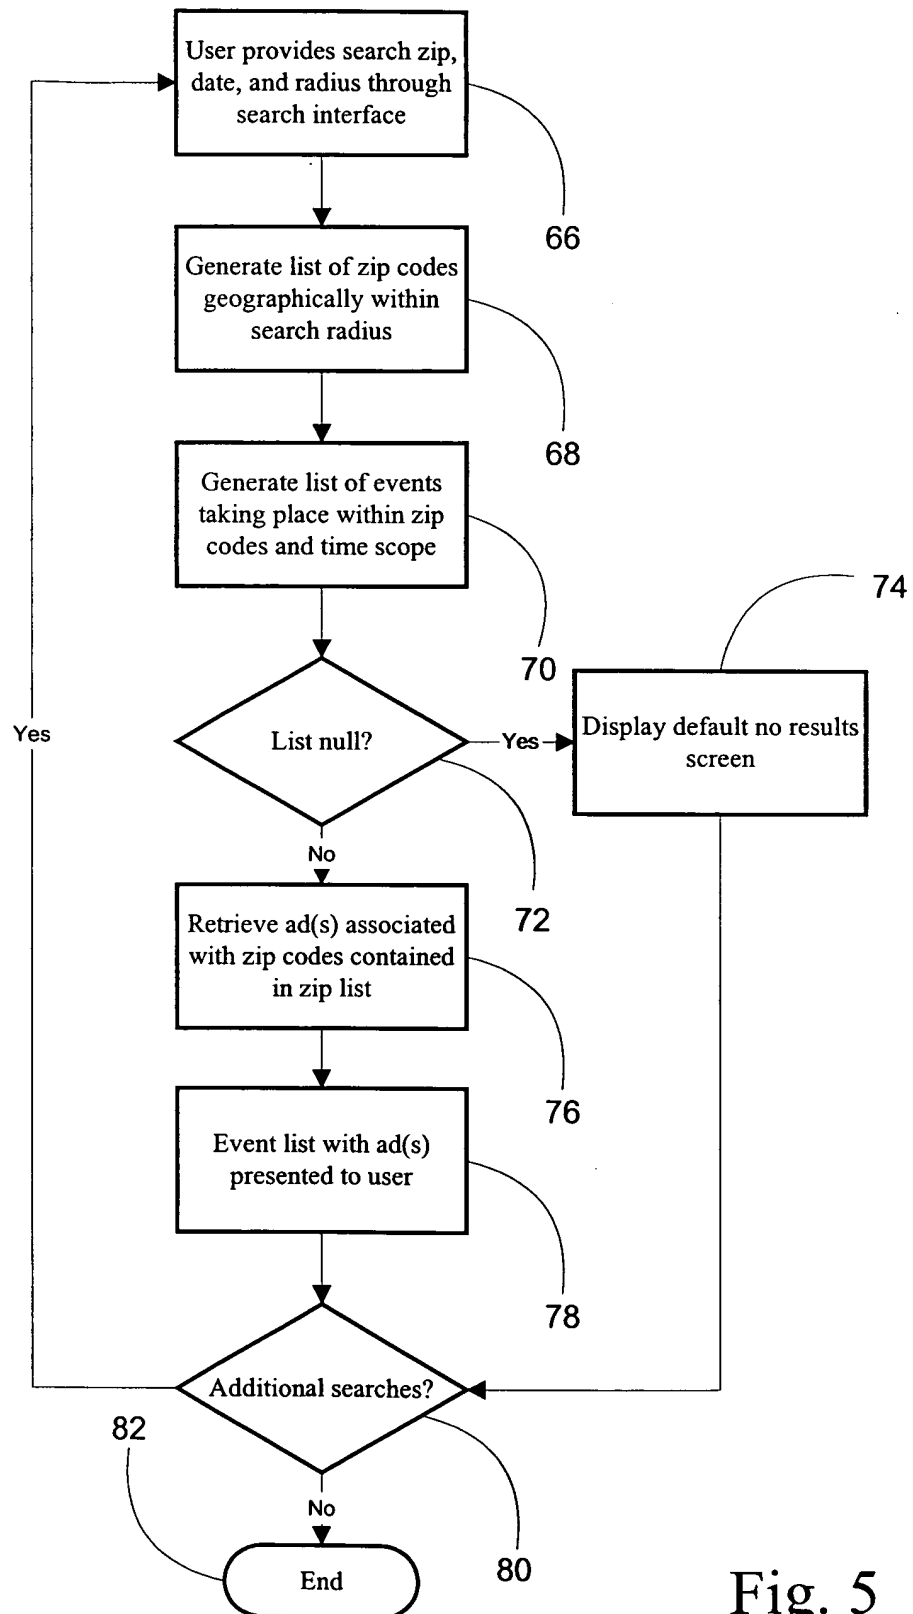 User provides search zip,
date, and radius through
search interface
66
Generate list of zip codes
geographically within
search radius
68
Generate list of events
taking place within zip
codes and time scope
70
74
Yes
List null?
Yes
Display default no results
screen
No
72
Retrieve ad(s) associated
with zip codes contained
in zip list
76
Event list with ad(s)
presented to user
78
Additional searches?
82
No
80
End
Fig. 5